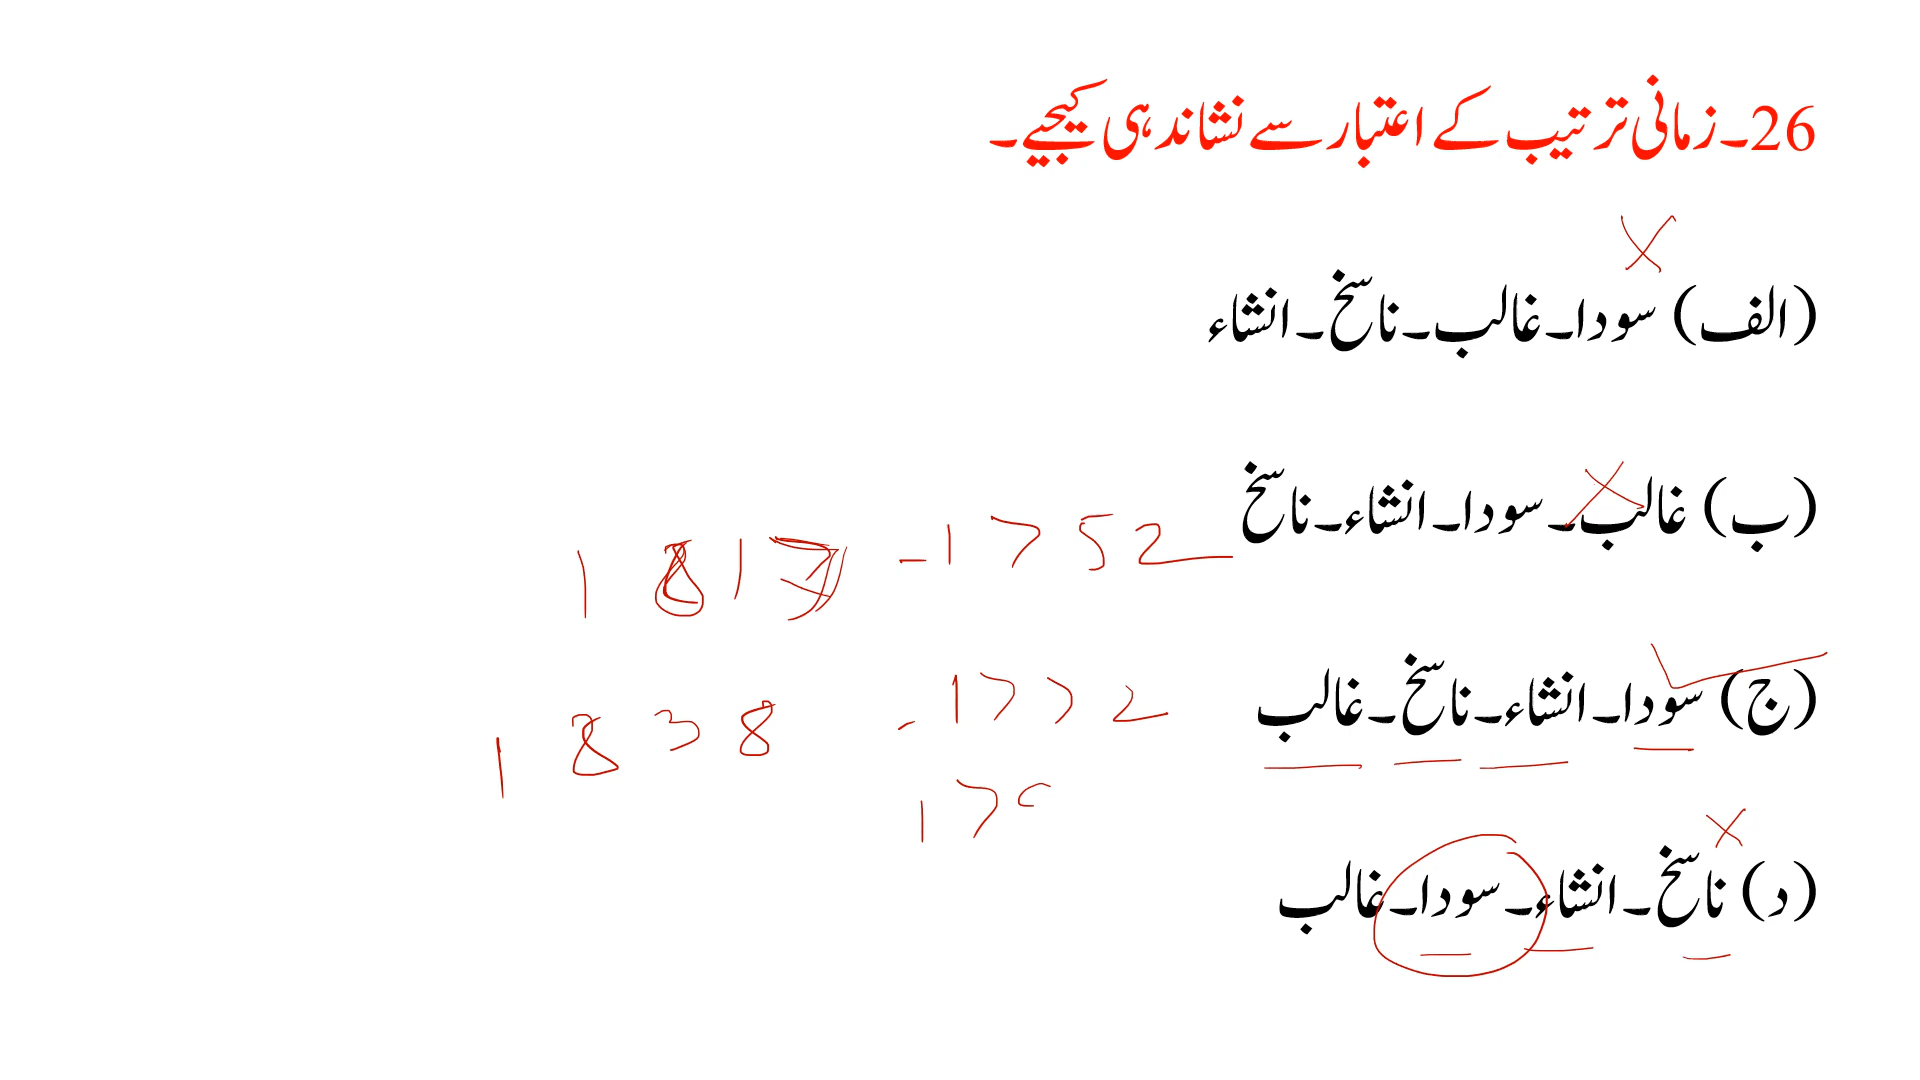 26۔زمانی ترتیب کے اعتبار سے نشاندہی کیجیے۔
(الف) سودا۔غالب۔ناسخ۔انشاء
(ب) غالب۔سودا۔انشاء۔ناسخ
1817 -1752
(ج) سودا۔انشاء۔ناسخ۔غالب
1838 -1772
(د) ناسخ۔انشاء۔سودا۔غالب